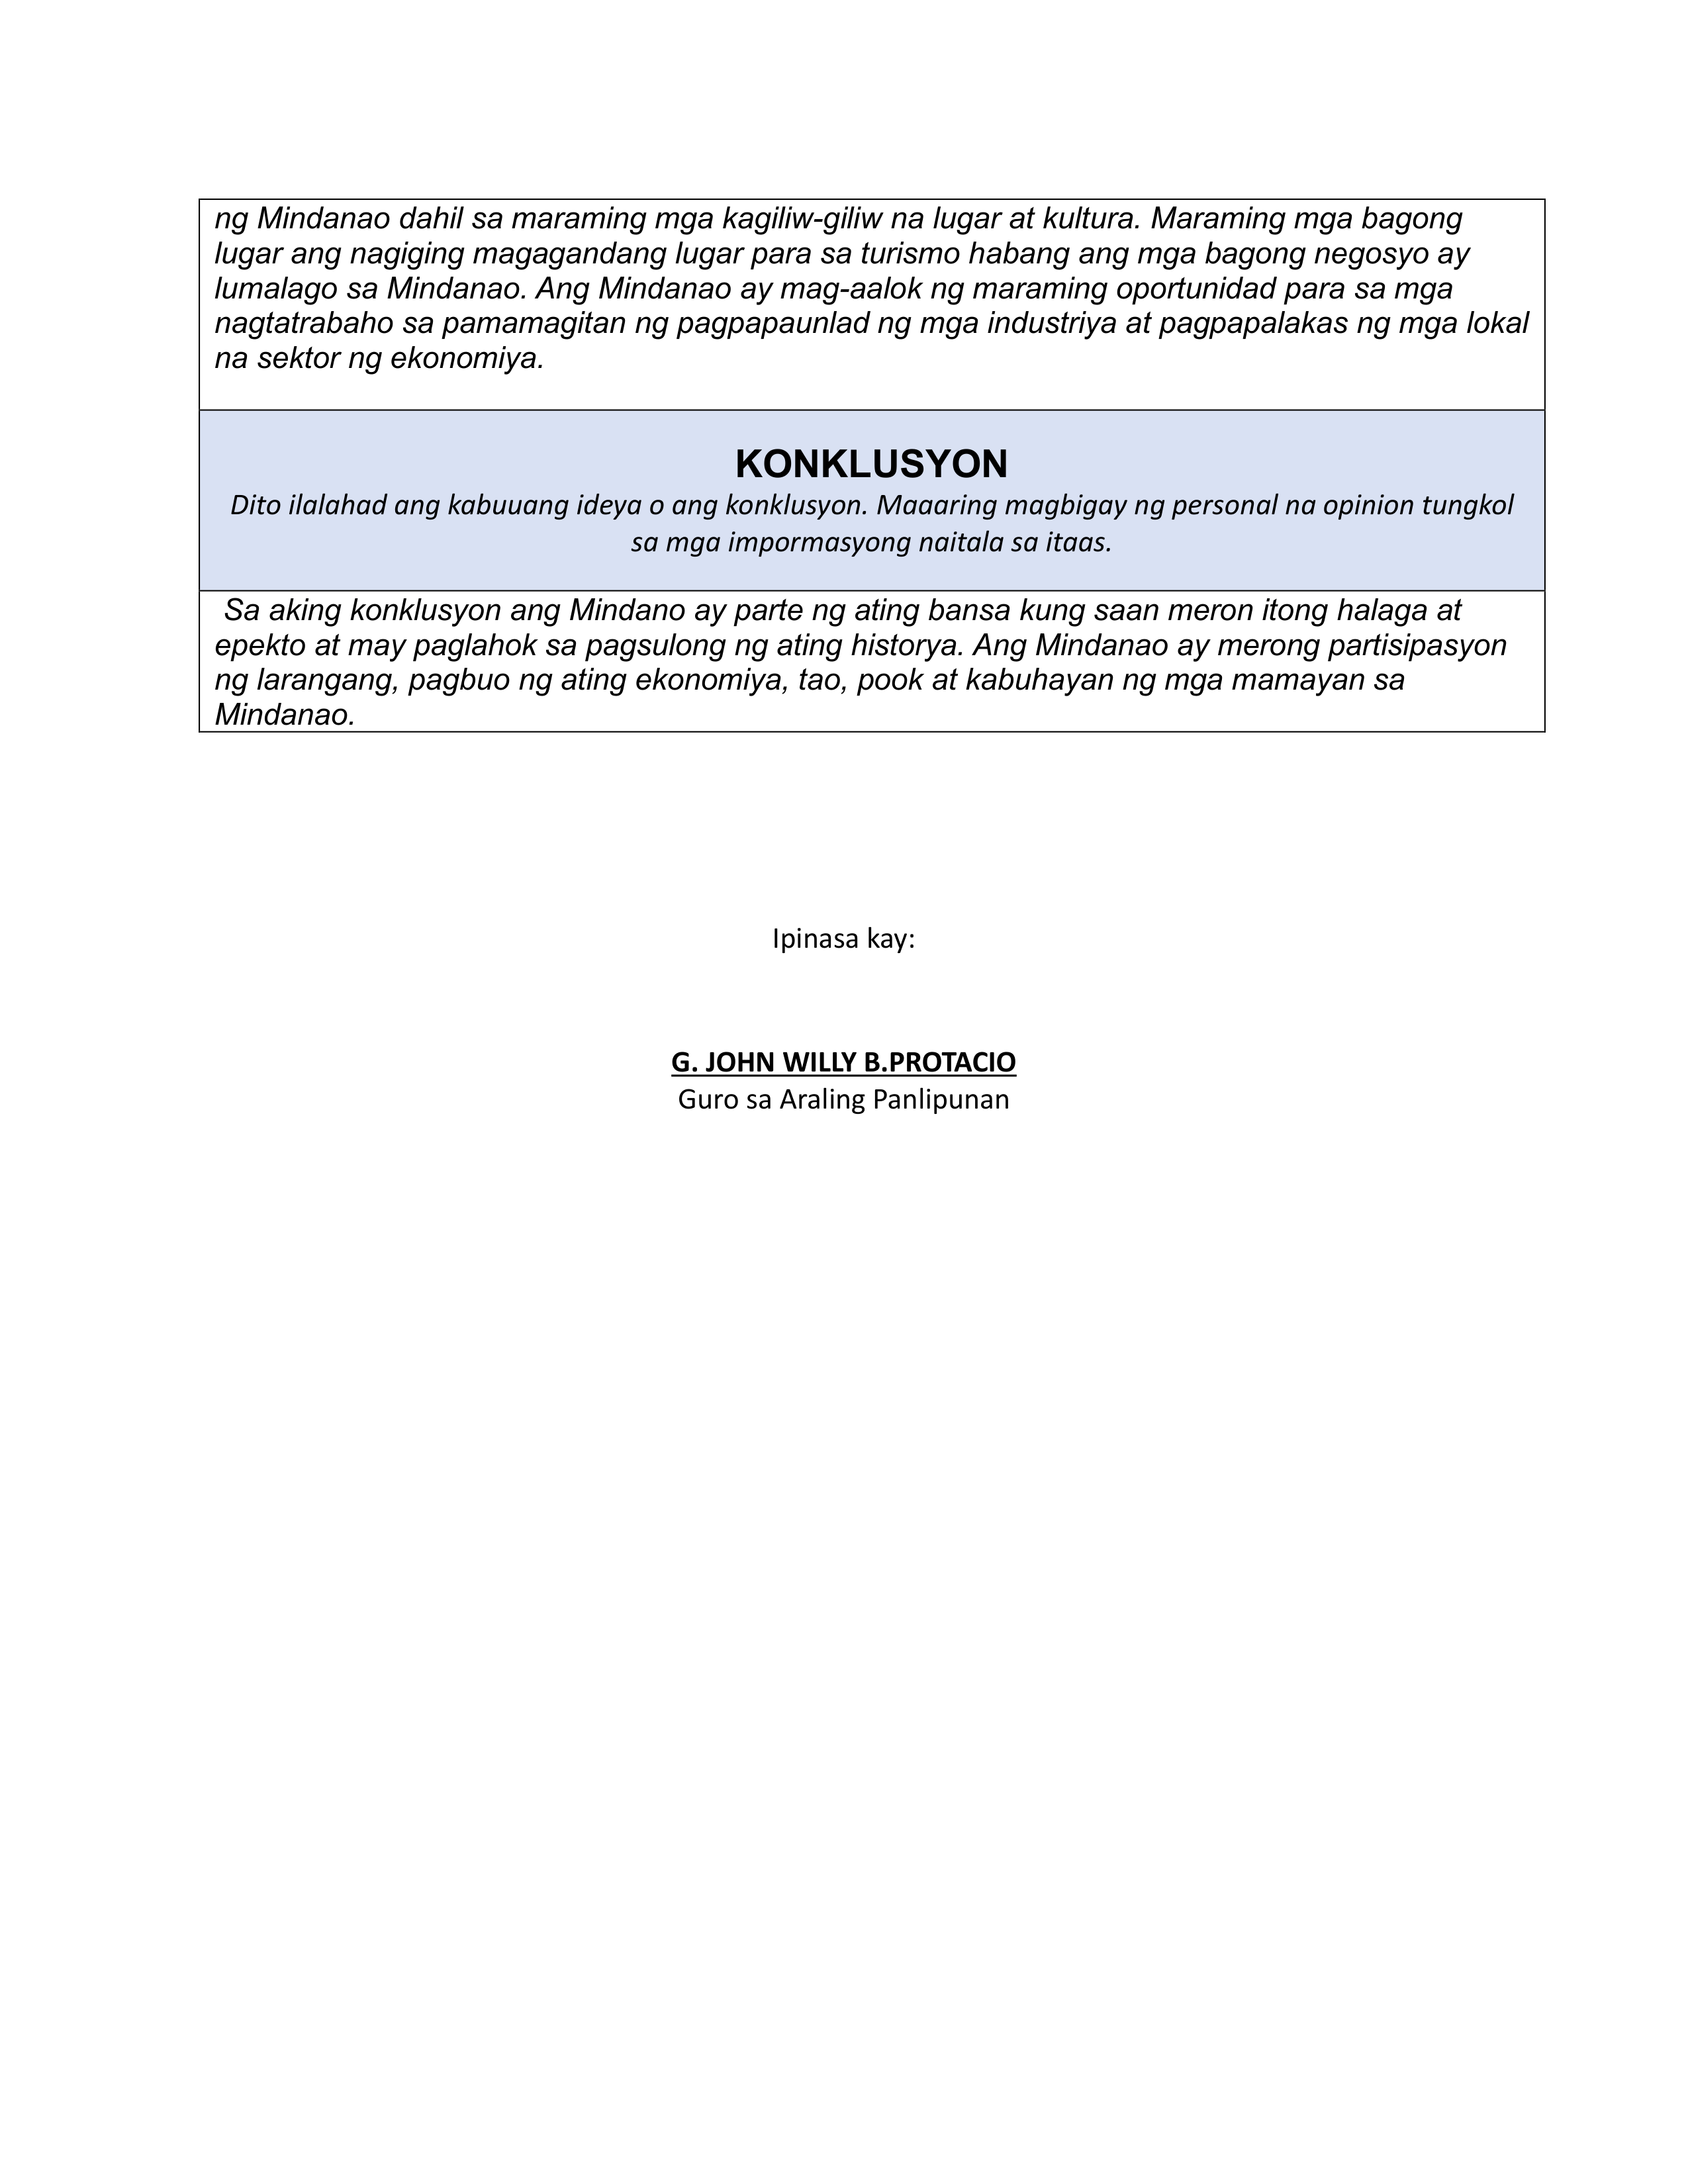 ng Mindanao dahil sa maraming mga kagiliw-giliw na lugar at kultura. Maraming mga bagong
lugar ang nagiging magagandang lugar para sa turismo habang ang mga bagong negosyo ay
lumalago sa Mindanao. Ang Mindanao ay mag-aalok ng maraming oportunidad para sa mga
nagtatrabaho sa pamamagitan ng pagpapaunlad ng mga industriya at pagpapalakas ng mga lokal
na sektor ng ekonomiya.
KONKLUSYON
Dito ilalahad ang kabuuang ideya o ang konklusyon. Maaaring magbigay ng personal na opinion tungkol
sa mga impormasyong naitala sa itaas.
Sa aking konklusyon ang Mindano ay parte ng ating bansa kung saan meron itong halaga at
epekto at may paglahok sa pagsulong ng ating historya. Ang Mindanao ay merong partisipasyon
ng larangang, pagbuo ng ating ekonomiya, tao, pook at kabuhayan ng mga mamayan sa
Mindanao.
Ipinasa kay:
G. JOHN WILLY B.PROTACIO
Guro sa Araling Panlipunan